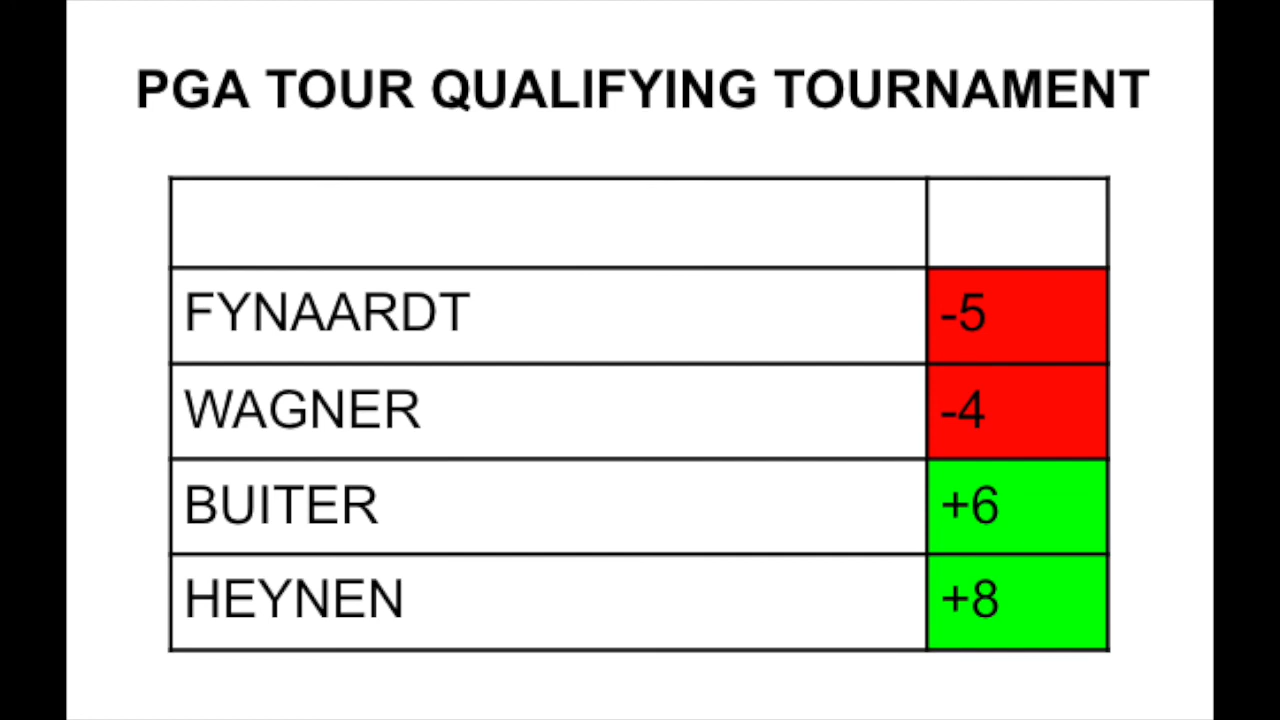 PGA TOUR QUALIFYING TOURNAMENT
FYNAARDT -5
WAGNER -4
BUITER +6
HEYNEN +8